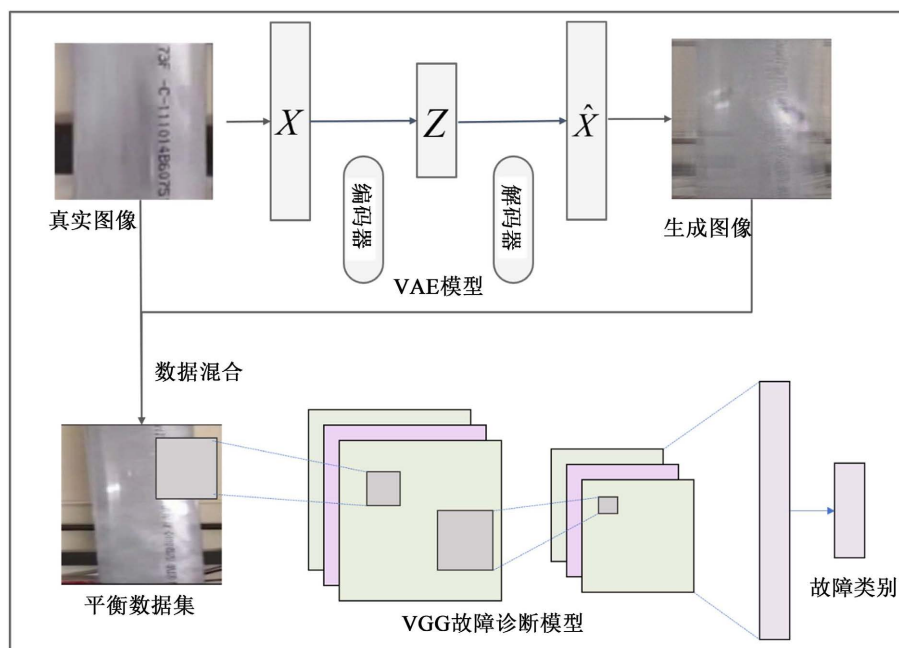 73F -C-111014B6075
X
Z
X̂
编码器
解码器
真实图像
生成图像
VAE模型
数据混合
平衡数据集
VGG故障诊断模型
故障类别